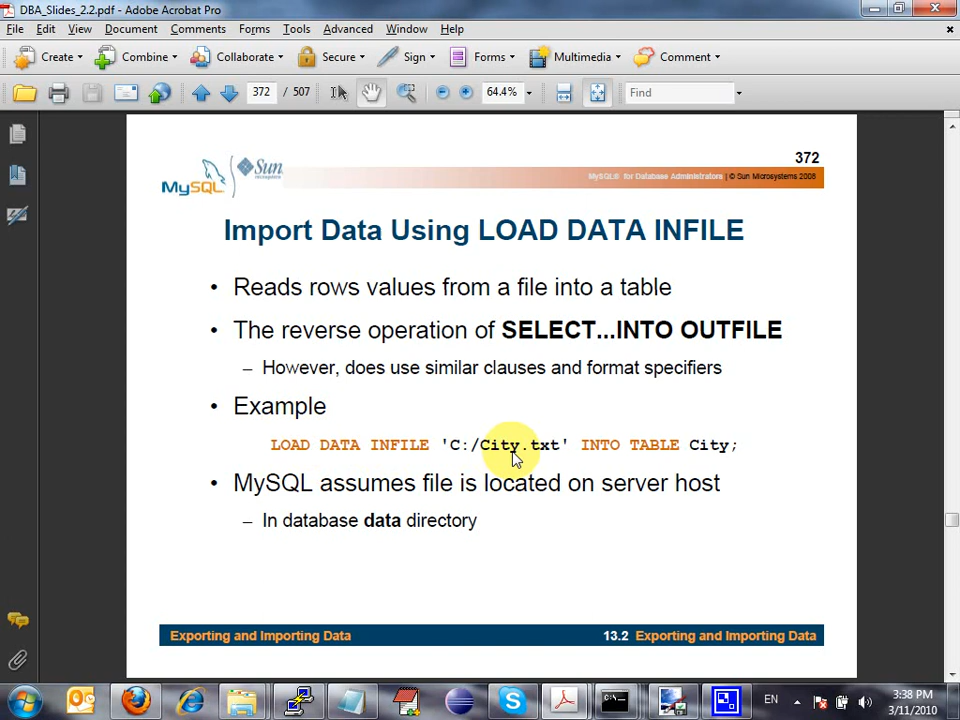 DBA_Slides_2.2.pdf - Adobe Acrobat Pro
File Edit View Document Comments Forms Tools Advanced Window Help
Create Combine Collaborate Secure Sign Forms Multimedia Comment
372 / 507 64.4% Find
372
MySQL Sun microsystems
MySQL® for Database Administrators | © Sun Microsystems 2008
Import Data Using LOAD DATA INFILE
• Reads rows values from a file into a table
• The reverse operation of SELECT...INTO OUTFILE
– However, does use similar clauses and format specifiers
• Example
LOAD DATA INFILE 'C:/City.txt' INTO TABLE City;
• MySQL assumes file is located on server host
– In database data directory
Exporting and Importing Data 13.2 Exporting and Importing Data
EN 3:38 PM
3/11/2010